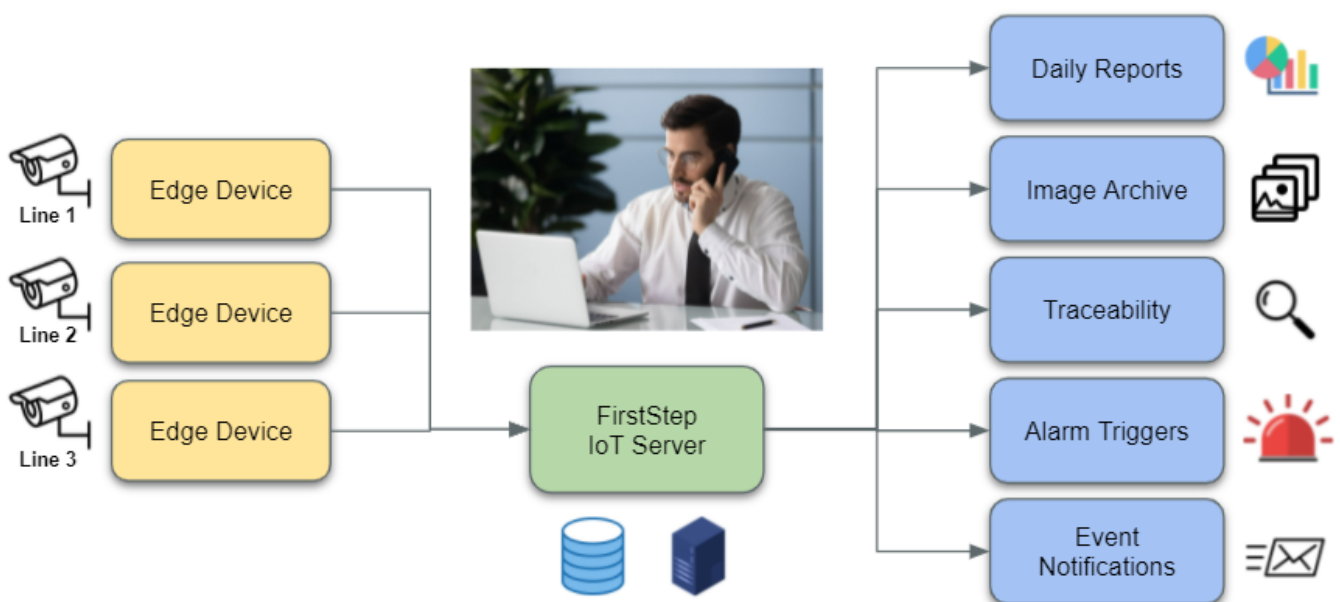 Line 1
Edge Device
Line 2
Edge Device
Line 3
Edge Device
FirstStep
IoT Server
Daily Reports
Image Archive
Traceability
Alarm Triggers
Event
Notifications